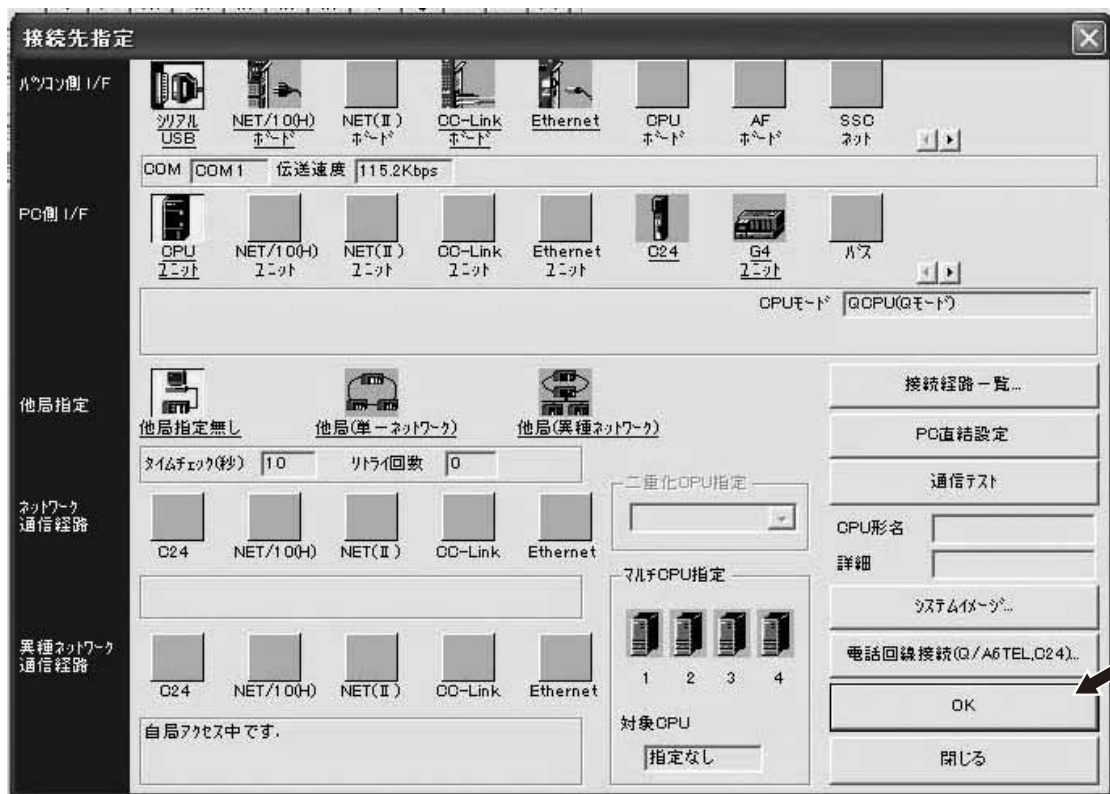 接続先指定
パソコン側 I/F
シリアル
USB
NET/10(H)
ボード
NET(Ⅱ)
ボード
CC-Link
ボード
Ethernet
CPU
ボード
AF
ボード
SSC
ネット
COM COM1 伝送速度 115.2Kbps
PC側 I/F
CPU
ユニット
NET/10(H)
ユニット
NET(Ⅱ)
ユニット
CC-Link
ユニット
Ethernet
ユニット
C24
G4
ユニット
バス
CPUモード QCPU(Qモード)
他局指定
他局指定無し
他局(単一ネットワーク)
他局(異種ネットワーク)
タイムチェック(秒) 10 リトライ回数 0
接続経路一覧...
PC直結設定
通信テスト
ネットワーク
通信経路
C24 NET/10(H) NET(Ⅱ) CC-Link Ethernet
二重化CPU指定
CPU形名
詳細
マルチCPU指定
1 2 3 4
対象CPU
指定なし
システムイメージ...
異種ネットワーク
通信経路
C24 NET/10(H) NET(Ⅱ) CC-Link Ethernet
電話回線接続(Q/A6TEL,C24)...
OK
自局アクセス中です.
閉じる